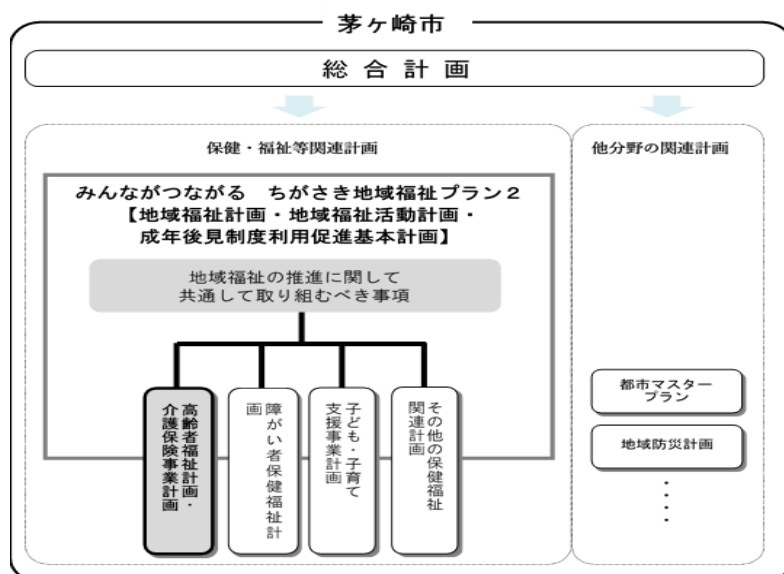 茅ヶ崎市
総合計画
保健・福祉等関連計画
みんながつながる　ちがさき地域福祉プラン２
【地域福祉計画・地域福祉活動計画・
成年後見制度利用促進基本計画】
地域福祉の推進に関して
共通して取り組むべき事項
高齢者福祉計画・
介護保険事業計画
障がい者保健福祉計
画
子ども・子育て
支援事業計画
その他の保健福祉
関連計画
他分野の関連計画
都市マスター
プラン
地域防災計画